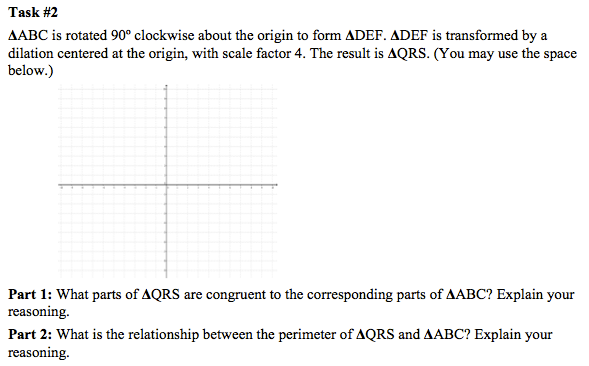 Task #2
ΔABC is rotated 90º clockwise about the origin to form ΔDEF. ΔDEF is transformed by a
dilation centered at the origin, with scale factor 4. The result is ΔQRS. (You may use the space
below.)
Part 1: What parts of ΔQRS are congruent to the corresponding parts of ΔABC? Explain your
reasoning.
Part 2: What is the relationship between the perimeter of ΔQRS and ΔABC? Explain your
reasoning.